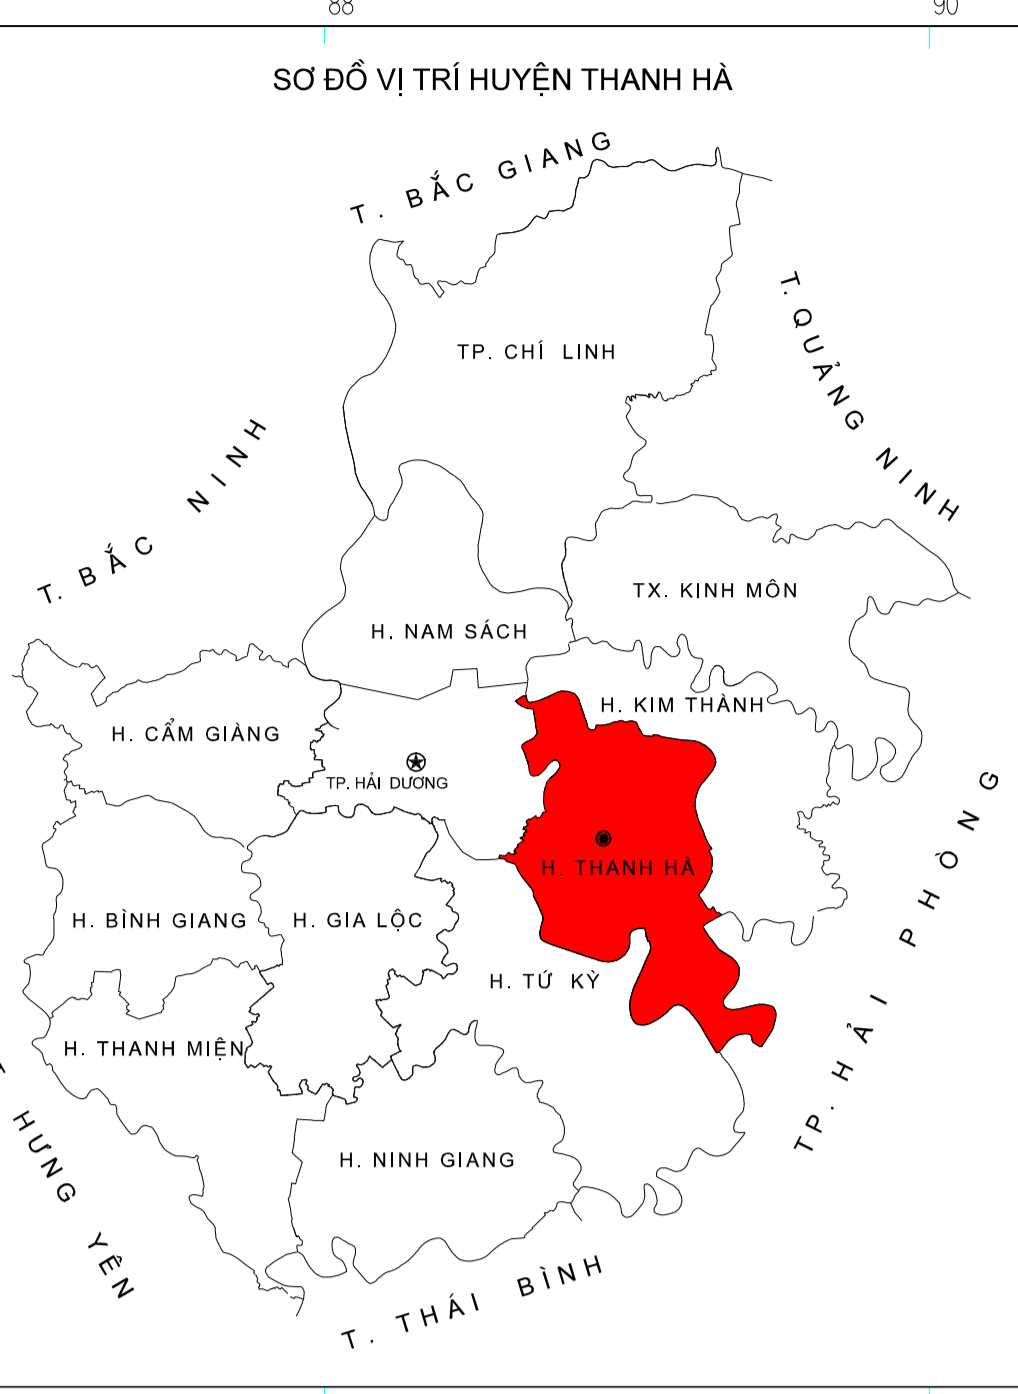 88
90
SƠ ĐỒ VỊ TRÍ HUYỆN THANH HÀ
T. BẮC GIANG
T. QUẢNG NINH
TP. CHÍ LINH
T. BẮC NINH
TX. KINH MÔN
H. NAM SÁCH
H. KIM THÀNH
H. CẨM GIÀNG
TP. HẢI DƯƠNG
H. THANH HÀ
H. BÌNH GIANG
H. GIA LỘC
TP. HẢI PHÒNG
H. TỨ KỲ
H. THANH MIỆN
HƯNG YÊN
H. NINH GIANG
T. THÁI BÌNH